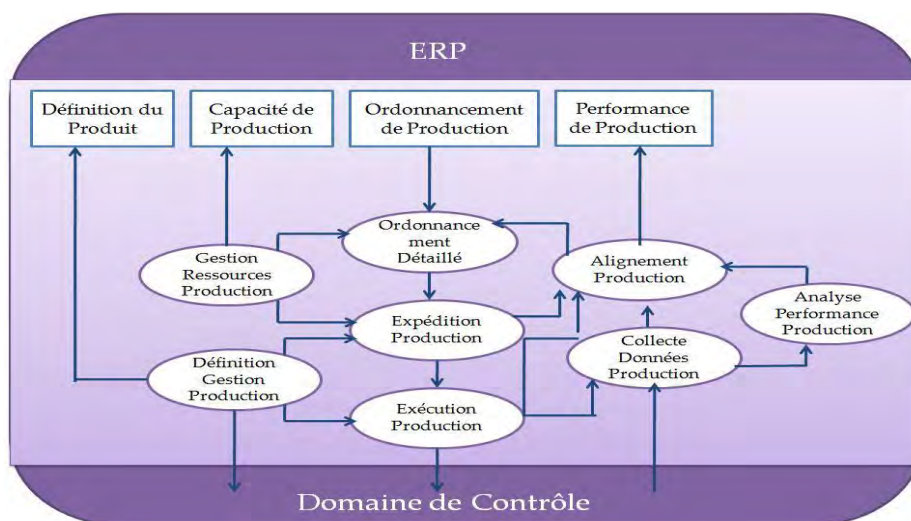 ERP
Définition du
Produit
Capacité de
Production
Ordonnancement
de Production
Performance
de Production
Ordonnance
ment
Détaillé
Gestion
Ressources
Production
Alignement
Production
Analyse
Performance
Production
Expédition
Production
Collecte
Données
Production
Définition
Gestion
Production
Exécution
Production
Domaine de Contrôle